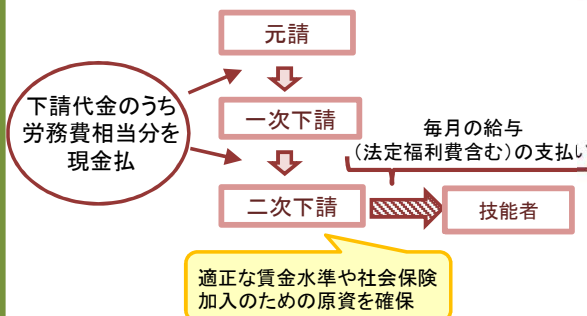 元請
下請代金のうち
労務費相当分を
現金払
一次下請
毎月の給与
(法定福利費含む)の支払い
二次下請
技能者
適正な賃金水準や社会保険
加入のための原資を確保